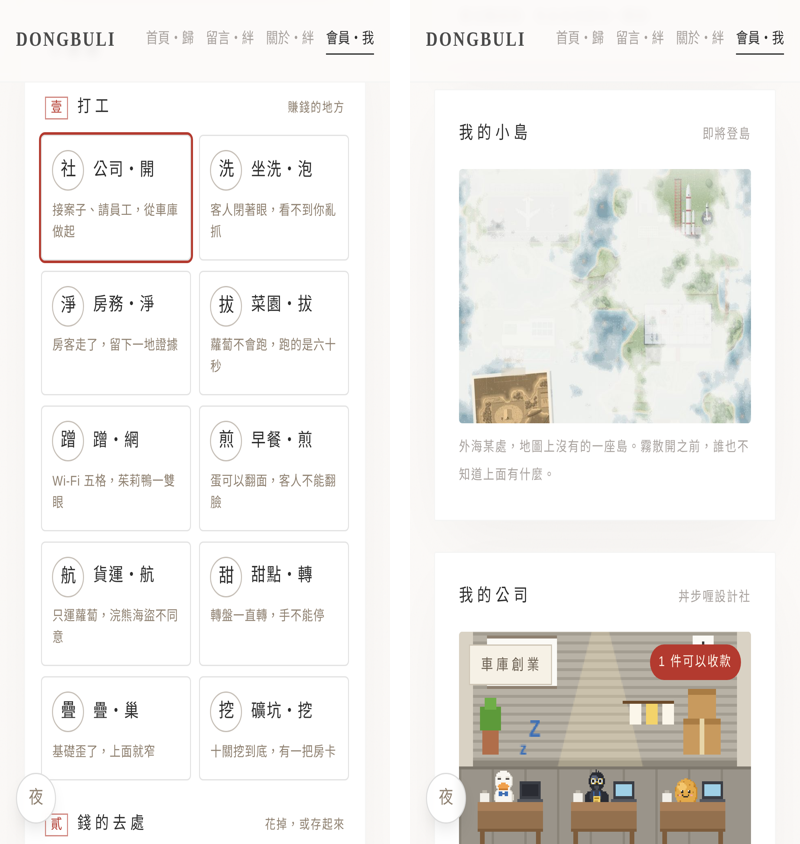 DONGBULI
首頁・歸 留言・絆 關於・絆 會員・我
壹 打工
賺錢的地方
社 公司・開
接案子、請員工，從車庫
做起
洗 坐洗・泡
客人閉著眼，看不到你亂
抓
淨 房務・淨
房客走了，留下一地證據
拔 菜園・拔
蘿蔔不會跑，跑的是六十
秒
蹭 蹭・網
Wi-Fi 五格，茱莉鴨一雙
眼
煎 早餐・煎
蛋可以翻面，客人不能翻
臉
航 貨運・航
只運蘿蔔，浣熊海盜不同
意
甜 甜點・轉
轉盤一直轉，手不能停
疊 疊・巢
基礎歪了，上面就窄
挖 礦坑・挖
十關挖到底，有一把房卡
夜
貳 錢的去處
花掉，或存起來
DONGBULI
首頁・歸 留言・絆 關於・絆 會員・我
我的小島
即將登島
外海某處，地圖上沒有的一座島。霧散開之前，誰也不
知道上面有什麼。
我的公司
丼步喱設計社
車庫創業
1 件可以收款
Z
z
夜